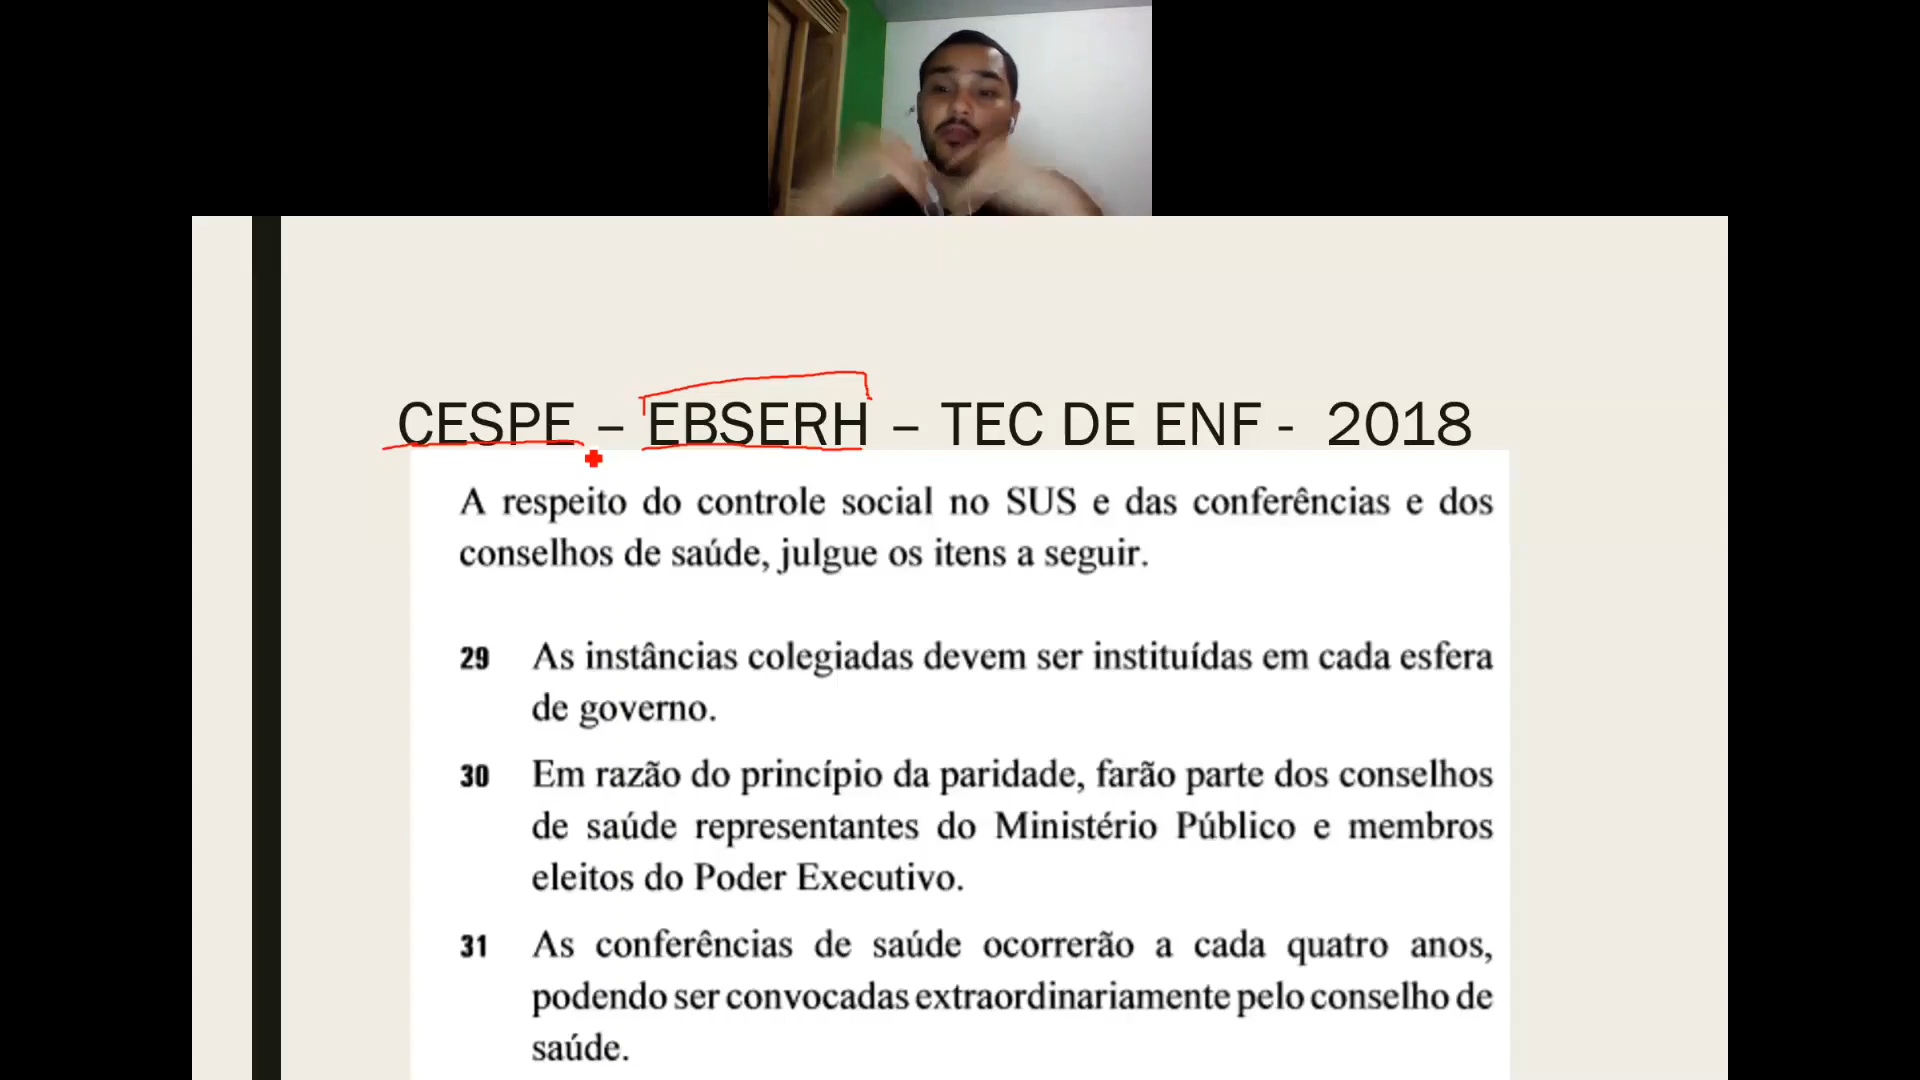 CESPE – EBSERH – TEC DE ENF - 2018
A respeito do controle social no SUS e das conferências e dos
conselhos de saúde, julgue os itens a seguir.
29 As instâncias colegiadas devem ser instituídas em cada esfera
de governo.
30 Em razão do princípio da paridade, farão parte dos conselhos
de saúde representantes do Ministério Público e membros
eleitos do Poder Executivo.
31 As conferências de saúde ocorrerão a cada quatro anos,
podendo ser convocadas extraordinariamente pelo conselho de
saúde.